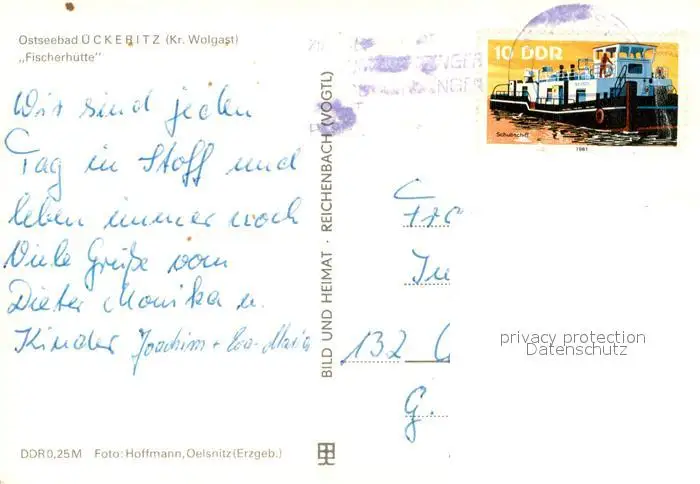 Ostseebad ÜCKERITZ (Kr. Wolgast)
„Fischerhütte"
Wir sind jeden
Tag in Stoff und
leben immer noch
Viele Grüße vom
Dieter Monika u.
Kinder Joachim + Eva-Maria
DDR 0,25 M Foto: Hoffmann, Oelsnitz (Erzgeb.)
BILD UND HEIMAT · REICHENBACH (VOGTL)
10 DDR
Schubschiff
1981
132
G.
privacy protection
Datenschutz